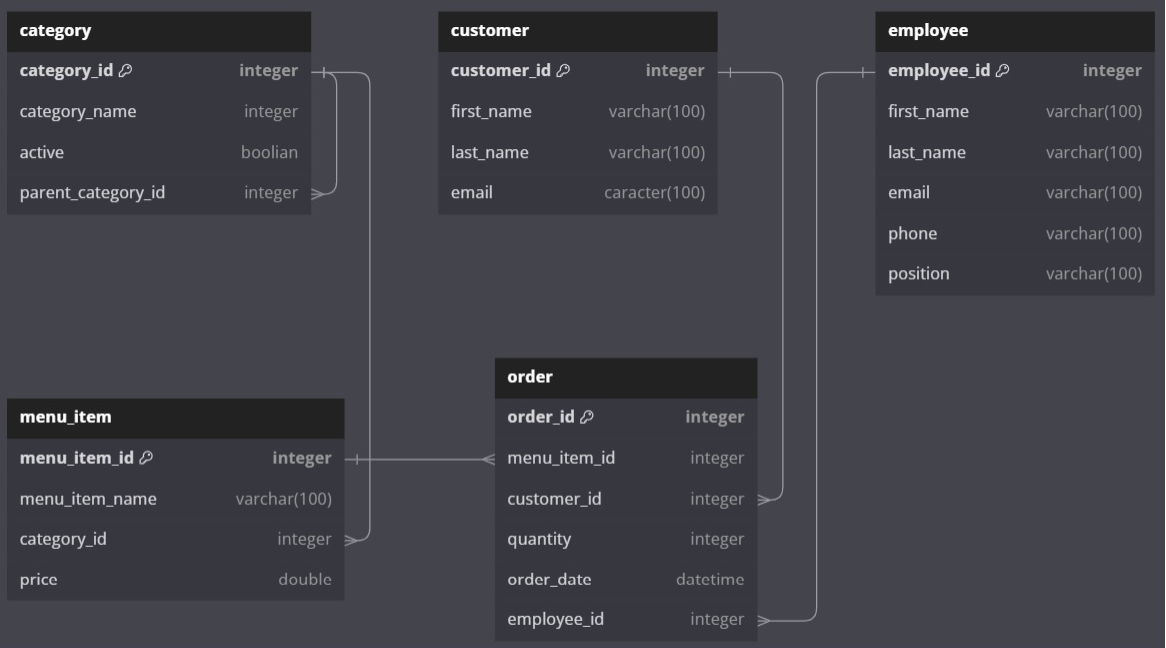 category
category_id integer
category_name integer
active boolian
parent_category_id integer
customer
customer_id integer
first_name varchar(100)
last_name varchar(100)
email caracter(100)
employee
employee_id integer
first_name varchar(100)
last_name varchar(100)
email varchar(100)
phone varchar(100)
position varchar(100)
menu_item
menu_item_id integer
menu_item_name varchar(100)
category_id integer
price double
order
order_id integer
menu_item_id integer
customer_id integer
quantity integer
order_date datetime
employee_id integer